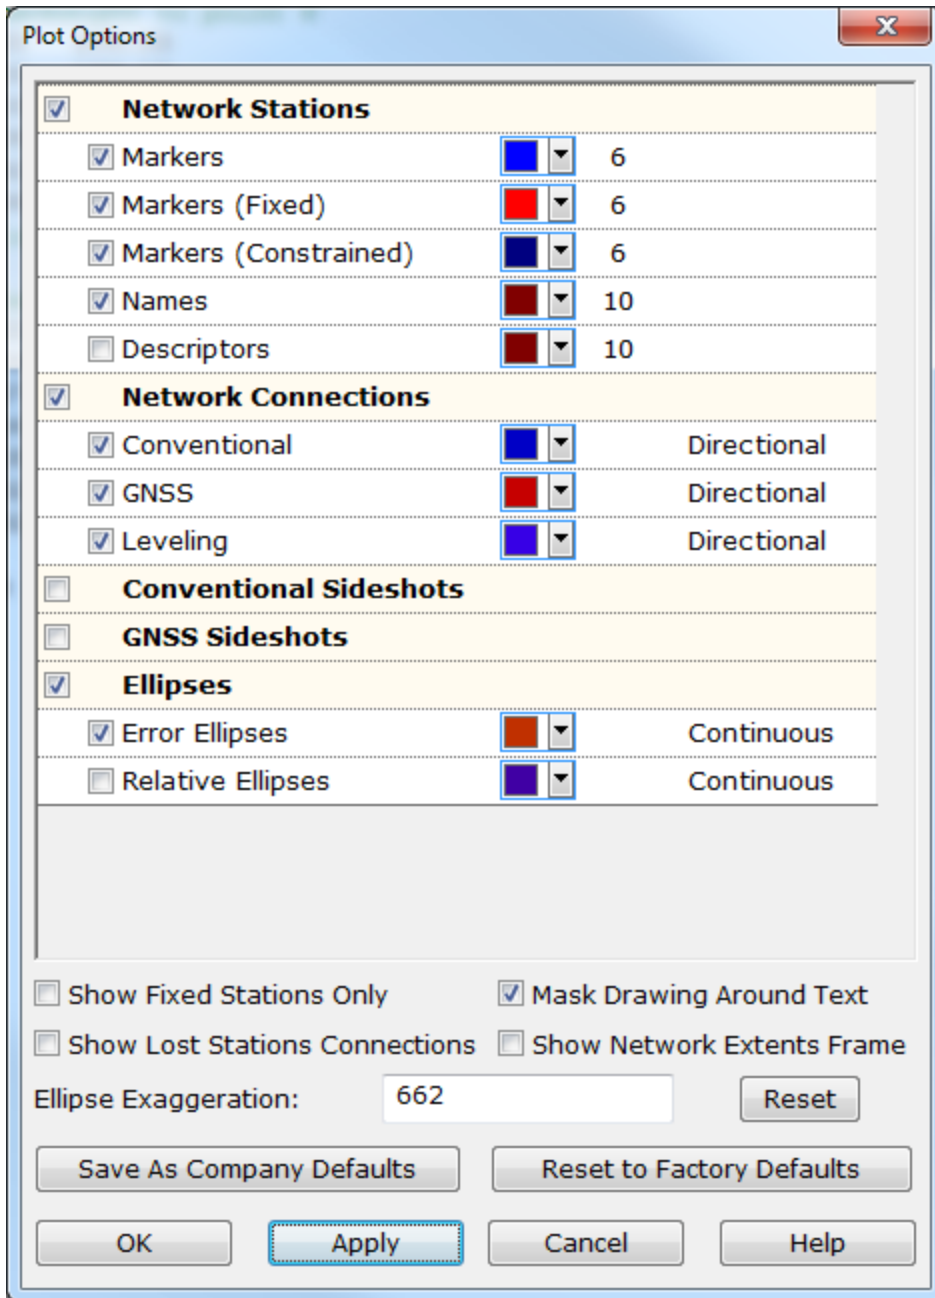 Plot Options
Network Stations
Markers 6
Markers (Fixed) 6
Markers (Constrained) 6
Names 10
Descriptors 10
Network Connections
Conventional Directional
GNSS Directional
Leveling Directional
Conventional Sideshots
GNSS Sideshots
Ellipses
Error Ellipses Continuous
Relative Ellipses Continuous
Show Fixed Stations Only Mask Drawing Around Text
Show Lost Stations Connections Show Network Extents Frame
Ellipse Exaggeration: 662 Reset
Save As Company Defaults Reset to Factory Defaults
OK Apply Cancel Help